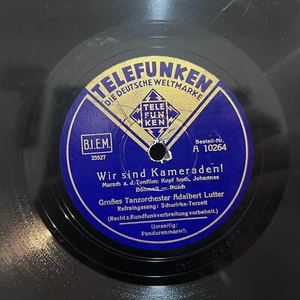 TELEFUNKEN
DIE DEUTSCHE WELTMARKE
TELE
FUN
KEN
B.I.E.M.
25527
Bestell-Nr.
A 10264
Wir sind Kameraden!
Marsch a. d. Tonfilm: Kopf hoch, Johannes
Böhmelt — Busch
Großes Tanzorchester Adalbert Lutter
Refraingesang: Schuricke-Terzett
(Recht z. Rundfunkverbreitung vorbehalt.)
Umseitig:
Pandurenmarsch